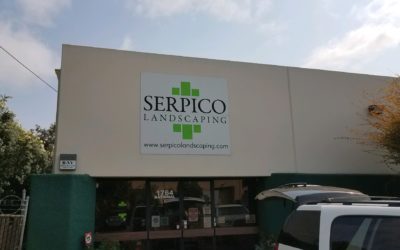 SERPICO
LANDSCAPING
www.serpicolandscaping.com
1764